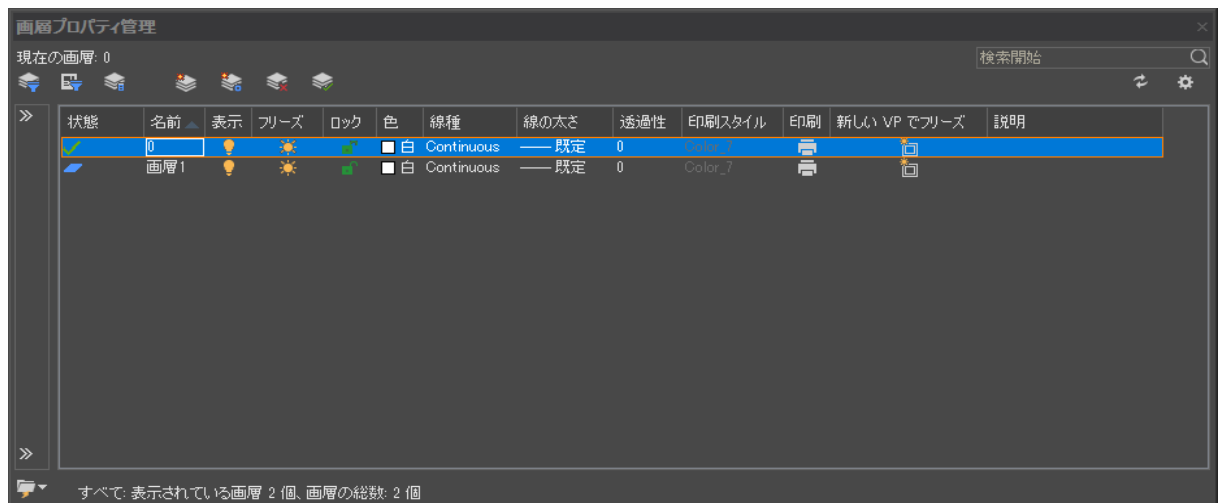 画層プロパティ管理
現在の画層: 0
検索開始
状態 名前 表示 フリーズ ロック 色 線種 線の太さ 透過性 印刷スタイル 印刷 新しい VP でフリーズ 説明
0 白 Continuous 既定 0 Color_7
画層1 白 Continuous 既定 0 Color_7
すべて: 表示されている画層 2 個、画層の総数: 2 個